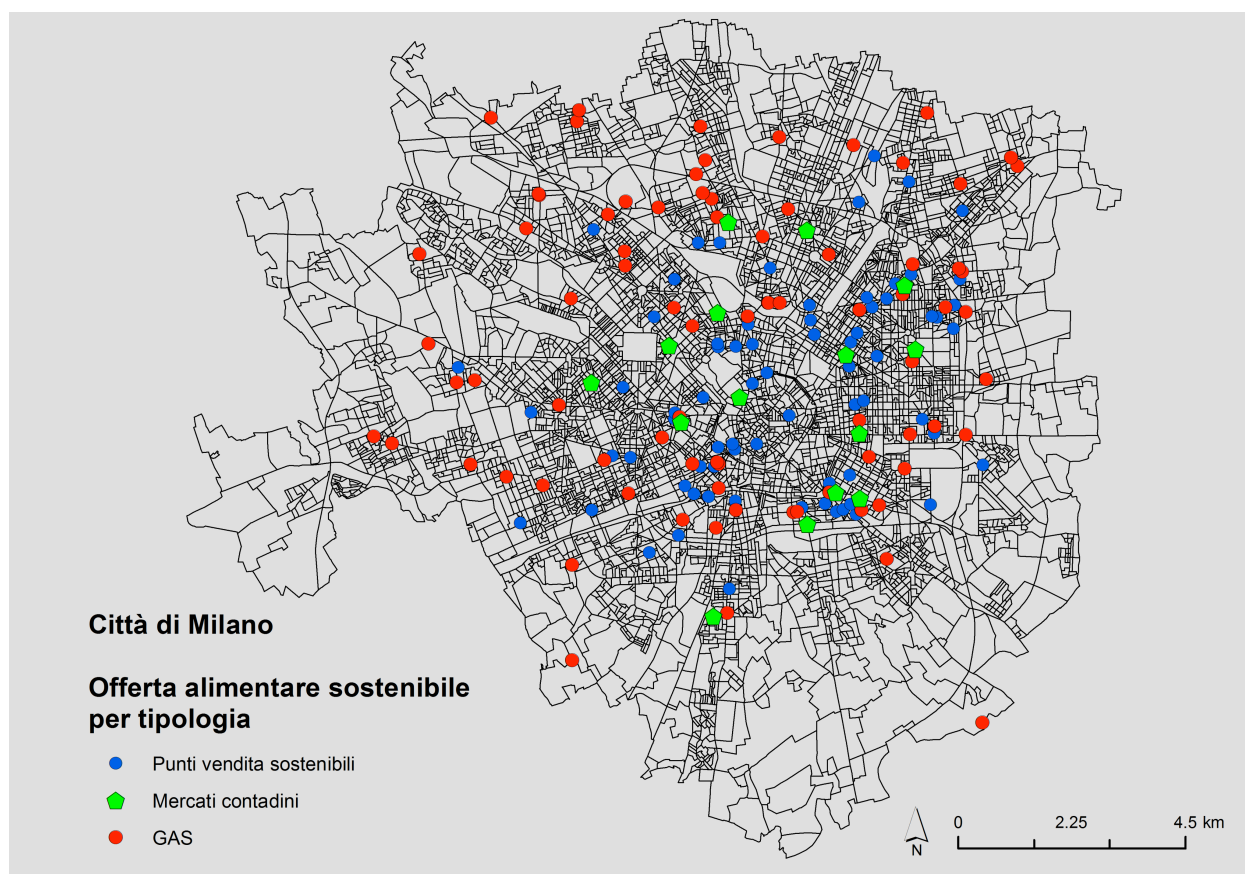 Città di Milano
Offerta alimentare sostenibile
per tipologia
Punti vendita sostenibili
Mercati contadini
GAS
N
0 2.25 4.5 km